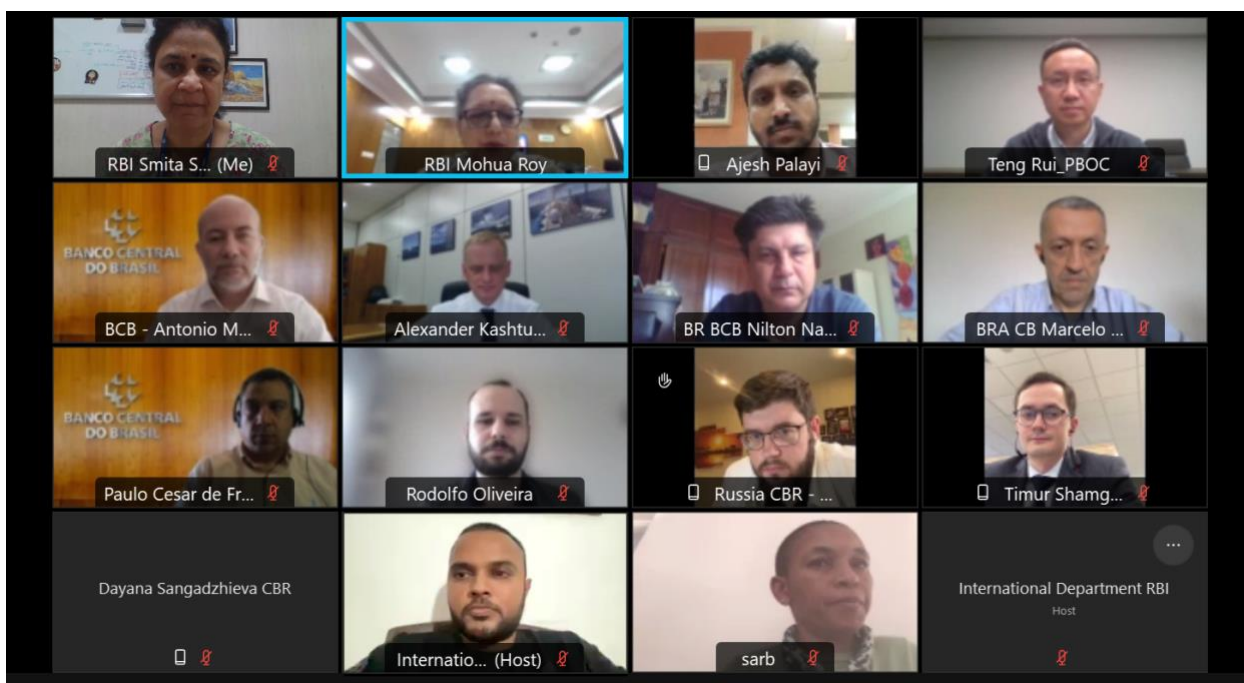 RBI Smita S... (Me)
RBI Mohua Roy
Ajesh Palayi
Teng Rui_PBOC
BANCO CENTRAL
DO BRASIL
BCB - Antonio M...
Alexander Kashtu...
BR BCB Nilton Na...
BRA CB Marcelo ...
BANCO CENTRAL
DO BRASIL
Paulo Cesar de Fr...
Rodolfo Oliveira
Russia CBR - ...
Timur Shamg...
Dayana Sangadzhieva CBR
Internatio... (Host)
sarb
International Department RBI
Host